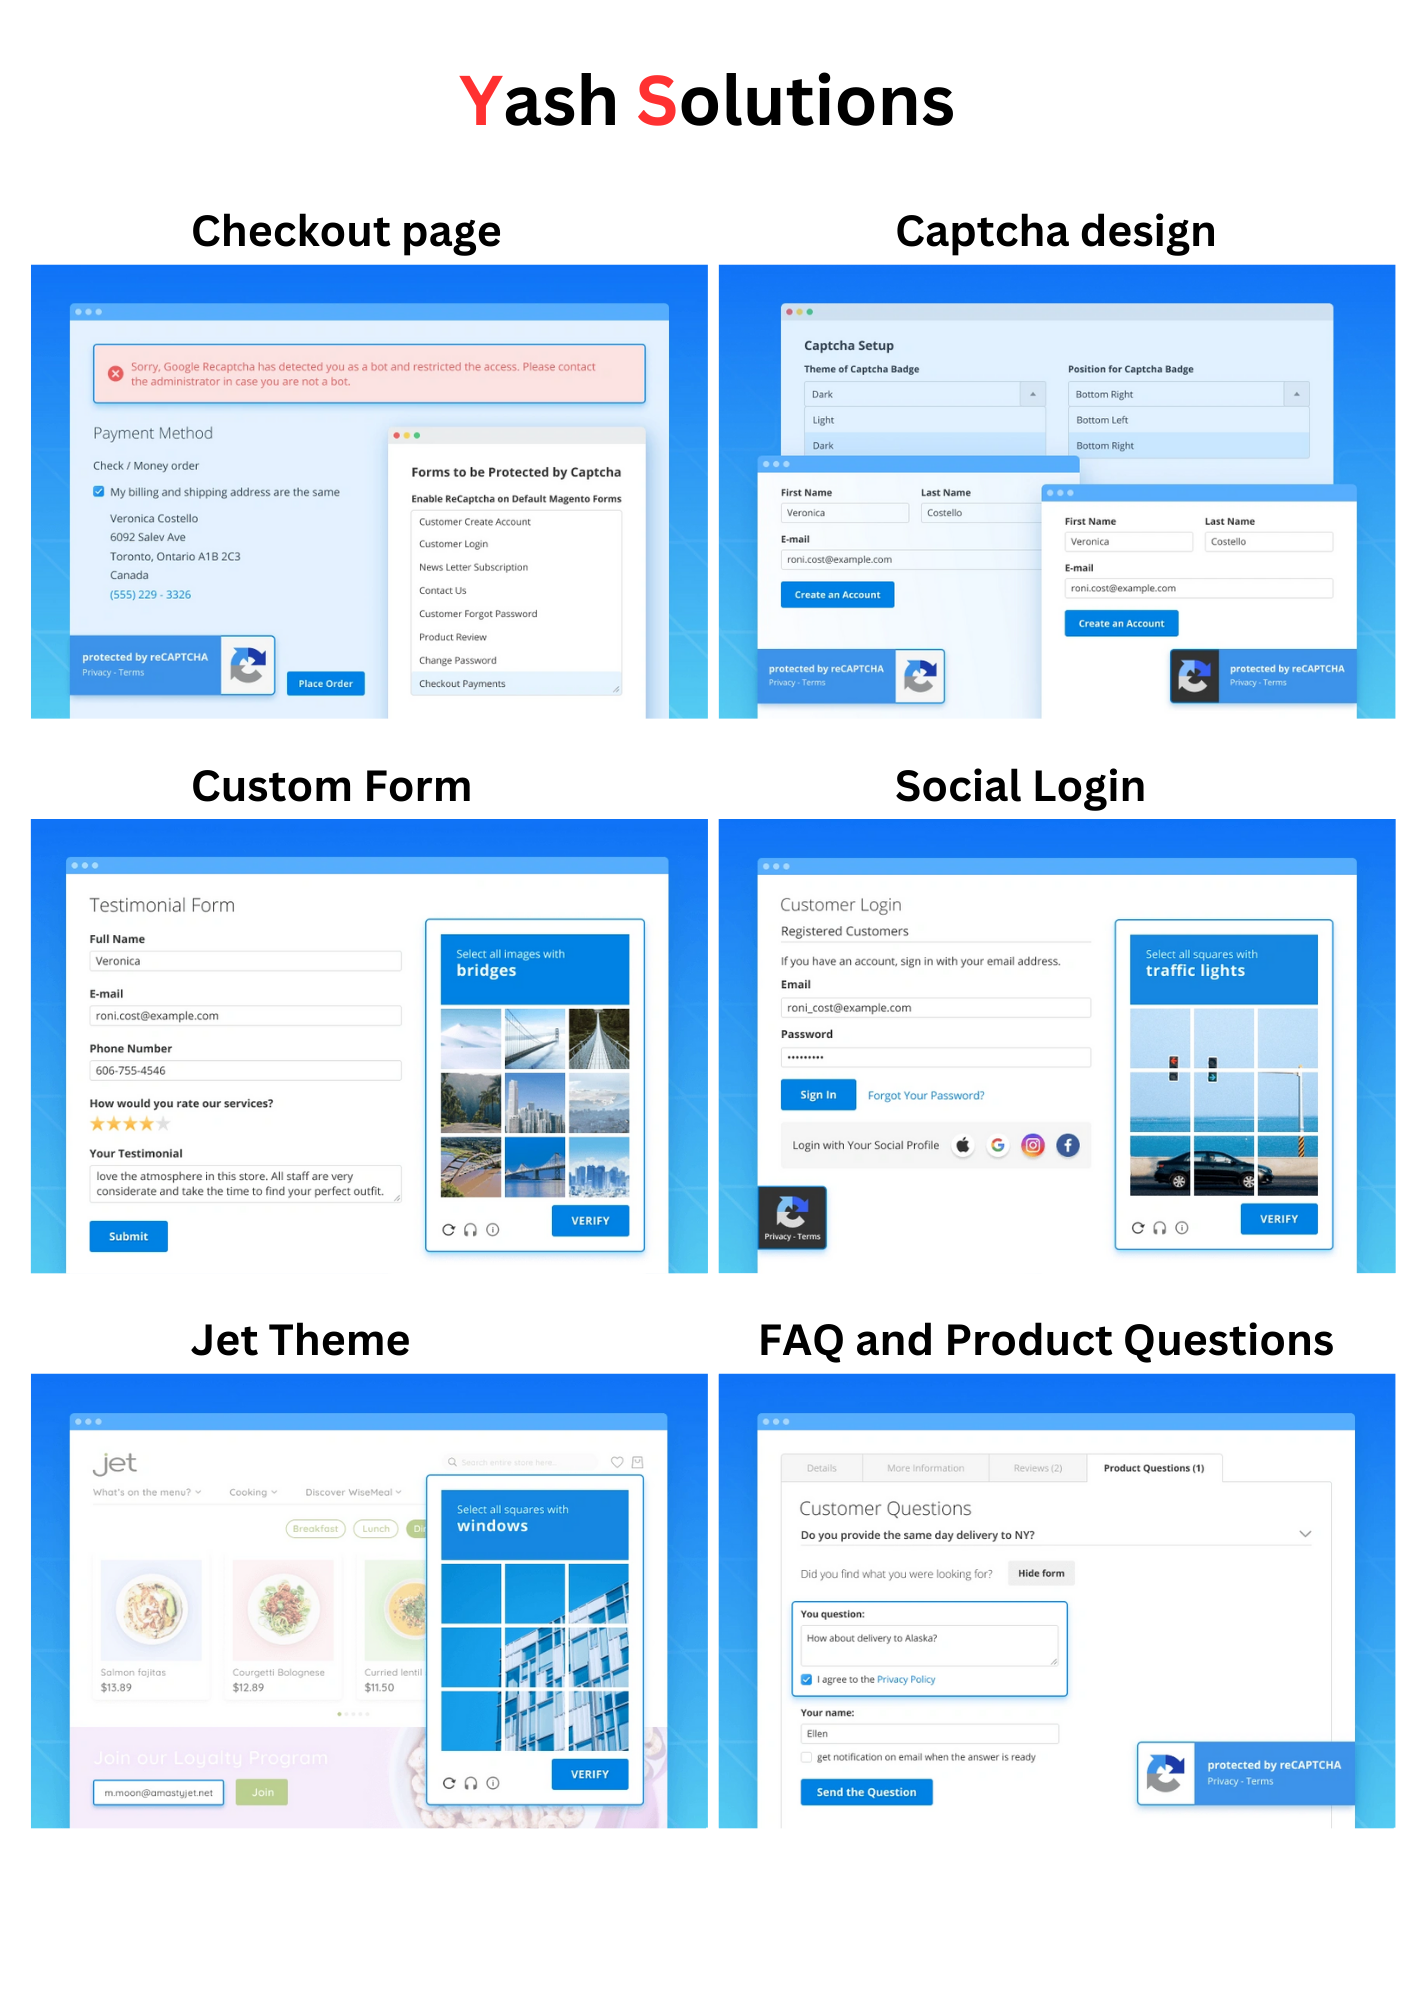 Yash Solutions
Checkout page
Sorry, Google Recaptcha has detected you as a bot and restricted the access. Please contact
the administrator in case you are not a bot.
Payment Method
Check / Money order
My billing and shipping address are the same
Veronica Costello
6092 Salev Ave
Toronto, Ontario A1B 2C3
Canada
(555) 229 - 3326
protected by reCAPTCHA
Privacy - Terms
Place Order
Forms to be Protected by Captcha
Enable ReCaptcha on Default Magento Forms
Customer Create Account
Customer Login
News Letter Subscription
Contact Us
Customer Forgot Password
Product Review
Change Password
Checkout Payments
Captcha design
Captcha Setup
Theme of Captcha Badge
Dark
Light
Dark
Position for Captcha Badge
Bottom Right
Bottom Left
Bottom Right
First Name
Last Name
Veronica
Costello
E-mail
roni.cost@example.com
Create an Account
protected by reCAPTCHA
Privacy - Terms
First Name
Last Name
Veronica
Costello
E-mail
roni.cost@example.com
Create an Account
protected by reCAPTCHA
Privacy - Terms
Custom Form
Testimonial Form
Full Name
Veronica
E-mail
roni.cost@example.com
Phone Number
606-755-4546
How would you rate our services?
Your Testimonial
love the atmosphere in this store. All staff are very
considerate and take the time to find your perfect outfit.
Submit
Select all images with
bridges
VERIFY
Social Login
Customer Login
Registered Customers
If you have an account, sign in with your email address.
Email
roni_cost@example.com
Password
•••••••••
Sign In
Forgot Your Password?
Login with Your Social Profile
Privacy - Terms
Select all squares with
traffic lights
VERIFY
Jet Theme
jet
Search entire store here..
What's on the menu?
Cooking
Discover WiseMeal
Breakfast
Lunch
Din
Salmon fajitas
$13.89
Courgetti Bolognese
$12.89
Curried lentil
$11.50
Join our Loyalty Program
m.moon@amastyjet.net
Join
Select all squares with
windows
VERIFY
FAQ and Product Questions
Details
More Information
Reviews (2)
Product Questions (1)
Customer Questions
Do you provide the same day delivery to NY?
Did you find what you were looking for?
Hide form
You question:
How about delivery to Alaska?
I agree to the Privacy Policy
Your name:
Ellen
get notification on email when the answer is ready
Send the Question
protected by reCAPTCHA
Privacy - Terms